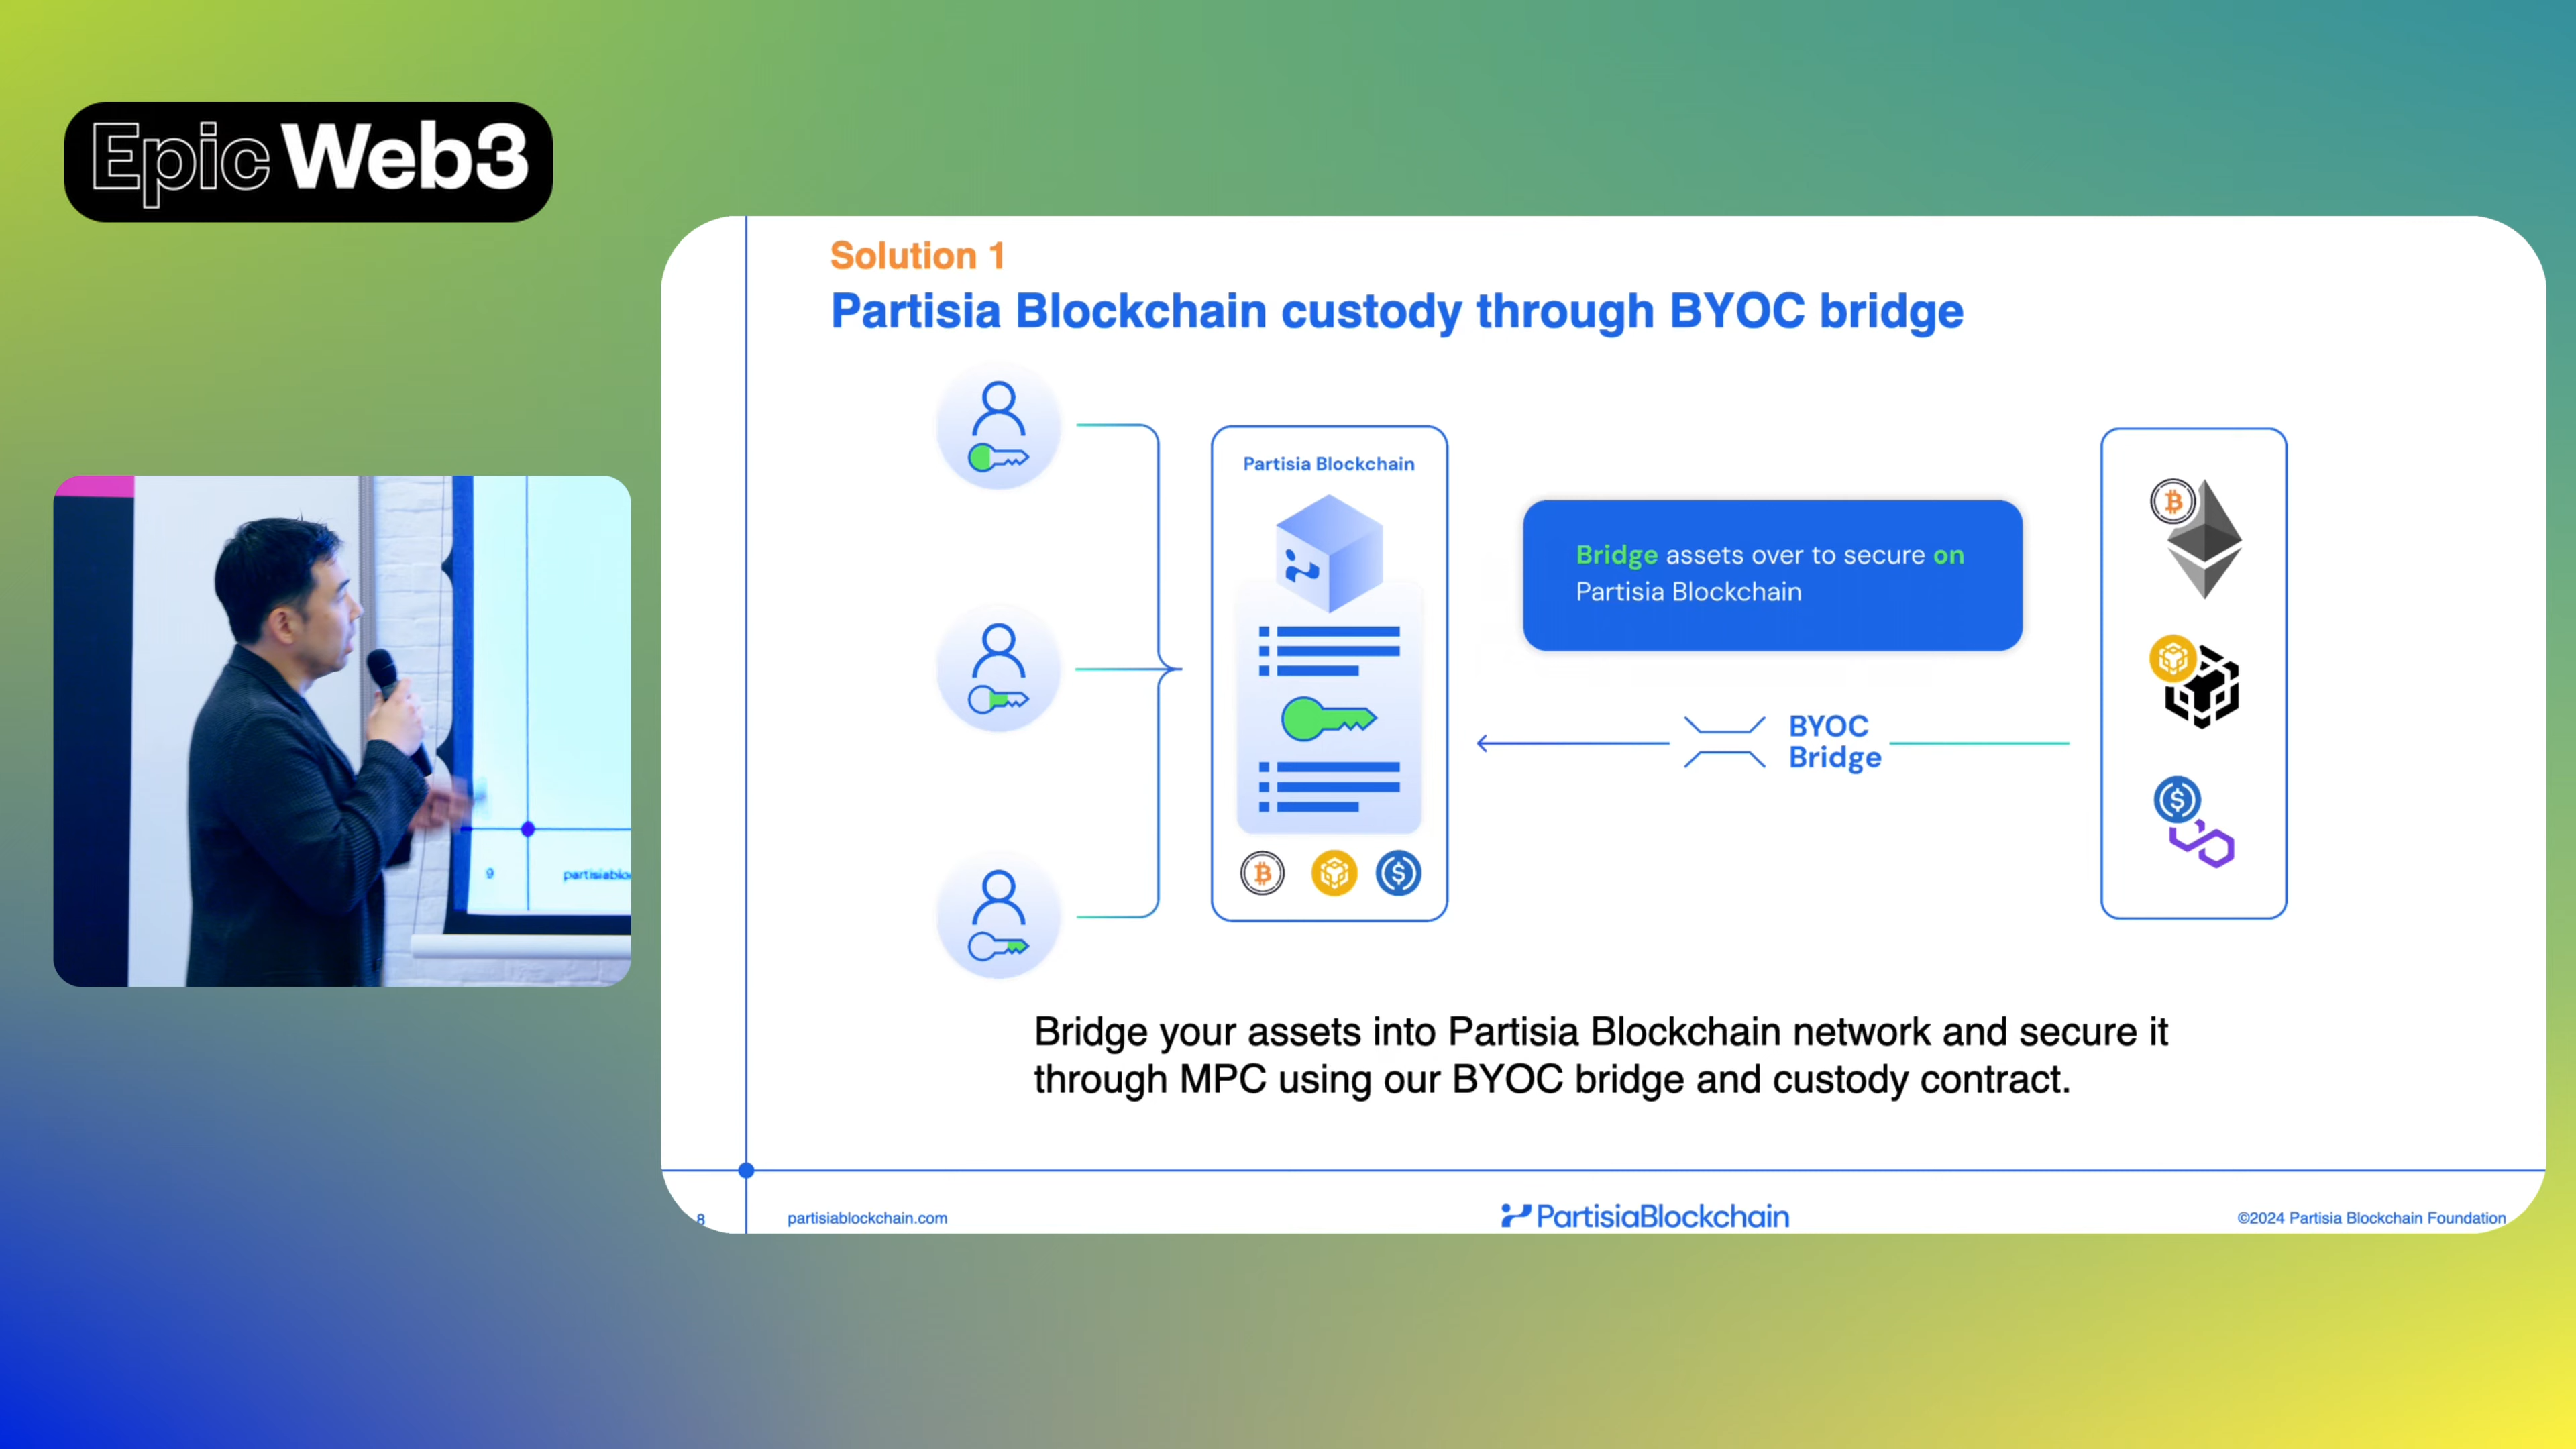 Epic Web3
Solution 1
Partisia Blockchain custody through BYOC bridge
Partisia Blockchain
Bridge assets over to secure on
Partisia Blockchain
BYOC
Bridge
Bridge your assets into Partisia Blockchain network and secure it
through MPC using our BYOC bridge and custody contract.
8
partisiablockchain.com
PartisiaBlockchain
©2024 Partisia Blockchain Foundation
9